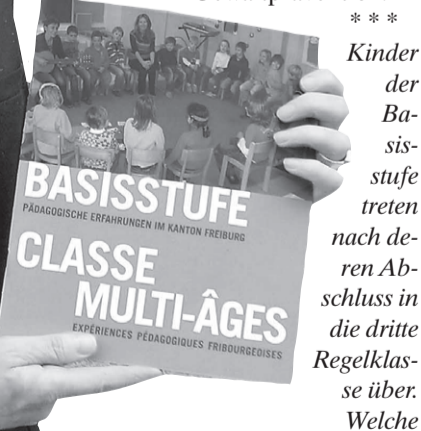 * * *
Kinder
der
Ba-
sis-
stufe
treten
nach de-
ren Ab-
schluss in
die dritte
Regelklas-
se über.
Welche
BASISSTUFE
PÄDAGOGISCHE ERFAHRUNGEN IM KANTON FREIBURG
CLASSE
MULTI-ÂGES
EXPÉRIENCES PÉDAGOGIQUES FRIBOURGEOISES